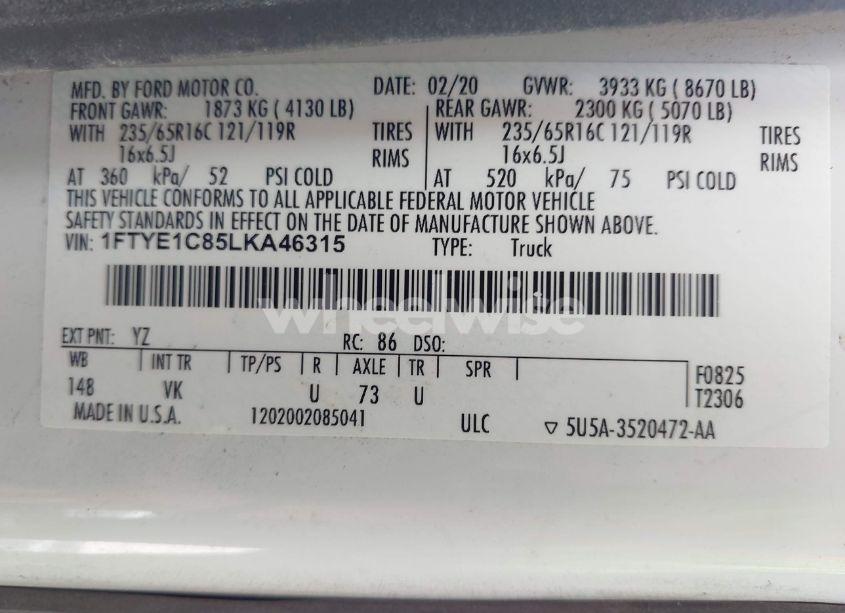 MFD. BY FORD MOTOR CO. DATE: 02/20 GVWR: 3933 KG ( 8670 LB)
FRONT GAWR: 1873 KG ( 4130 LB) REAR GAWR: 2300 KG ( 5070 LB)
WITH 235/65R16C 121/119R TIRES WITH 235/65R16C 121/119R TIRES
16x6.5J RIMS 16x6.5J RIMS
AT 360 kPa/ 52 PSI COLD AT 520 kPa/ 75 PSI COLD
THIS VEHICLE CONFORMS TO ALL APPLICABLE FEDERAL MOTOR VEHICLE
SAFETY STANDARDS IN EFFECT ON THE DATE OF MANUFACTURE SHOWN ABOVE.
VIN: 1FTYE1C85LKA46315 TYPE: Truck
wheelwise
EXT PNT: YZ RC: 86 DSO:
WB INT TR TP/PS R AXLE TR SPR F0825
148 VK U 73 U T2306
MADE IN U.S.A. 1202002085041 ULC ▽ 5U5A-3520472-AA